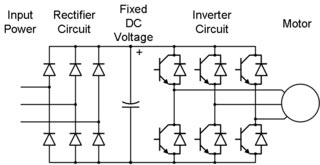 Input
Power
Rectifier
Circuit
Fixed
DC
Voltage
+
Inverter
Circuit
Motor